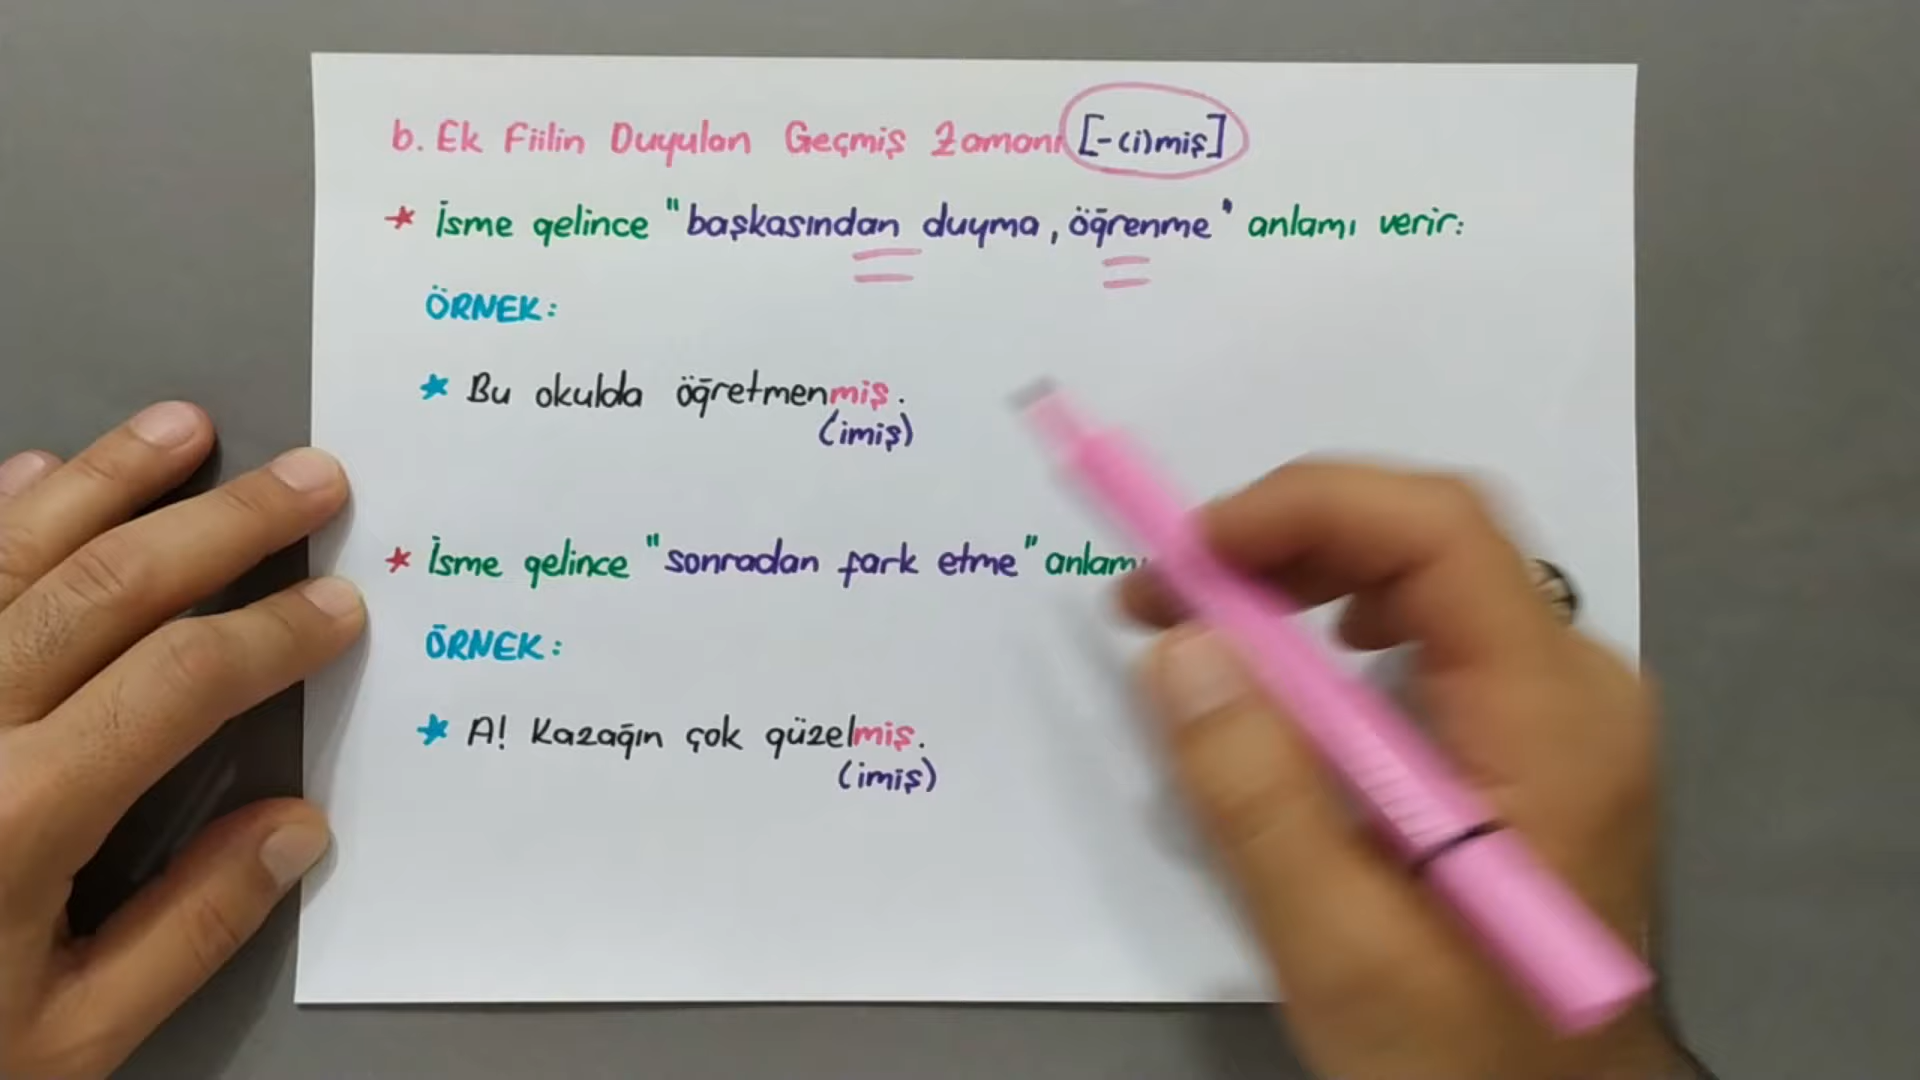 b. Ek Fiilin Duyulan Geçmiş Zamanı [-(i)miş]
* İsme gelince "başkasından duyma, öğrenme" anlamı verir:
ÖRNEK:
* Bu okulda öğretmenmiş.
(imiş)
* İsme gelince "sonradan fark etme" anlamı
ÖRNEK:
* A! Kazağın çok güzelmiş.
(imiş)